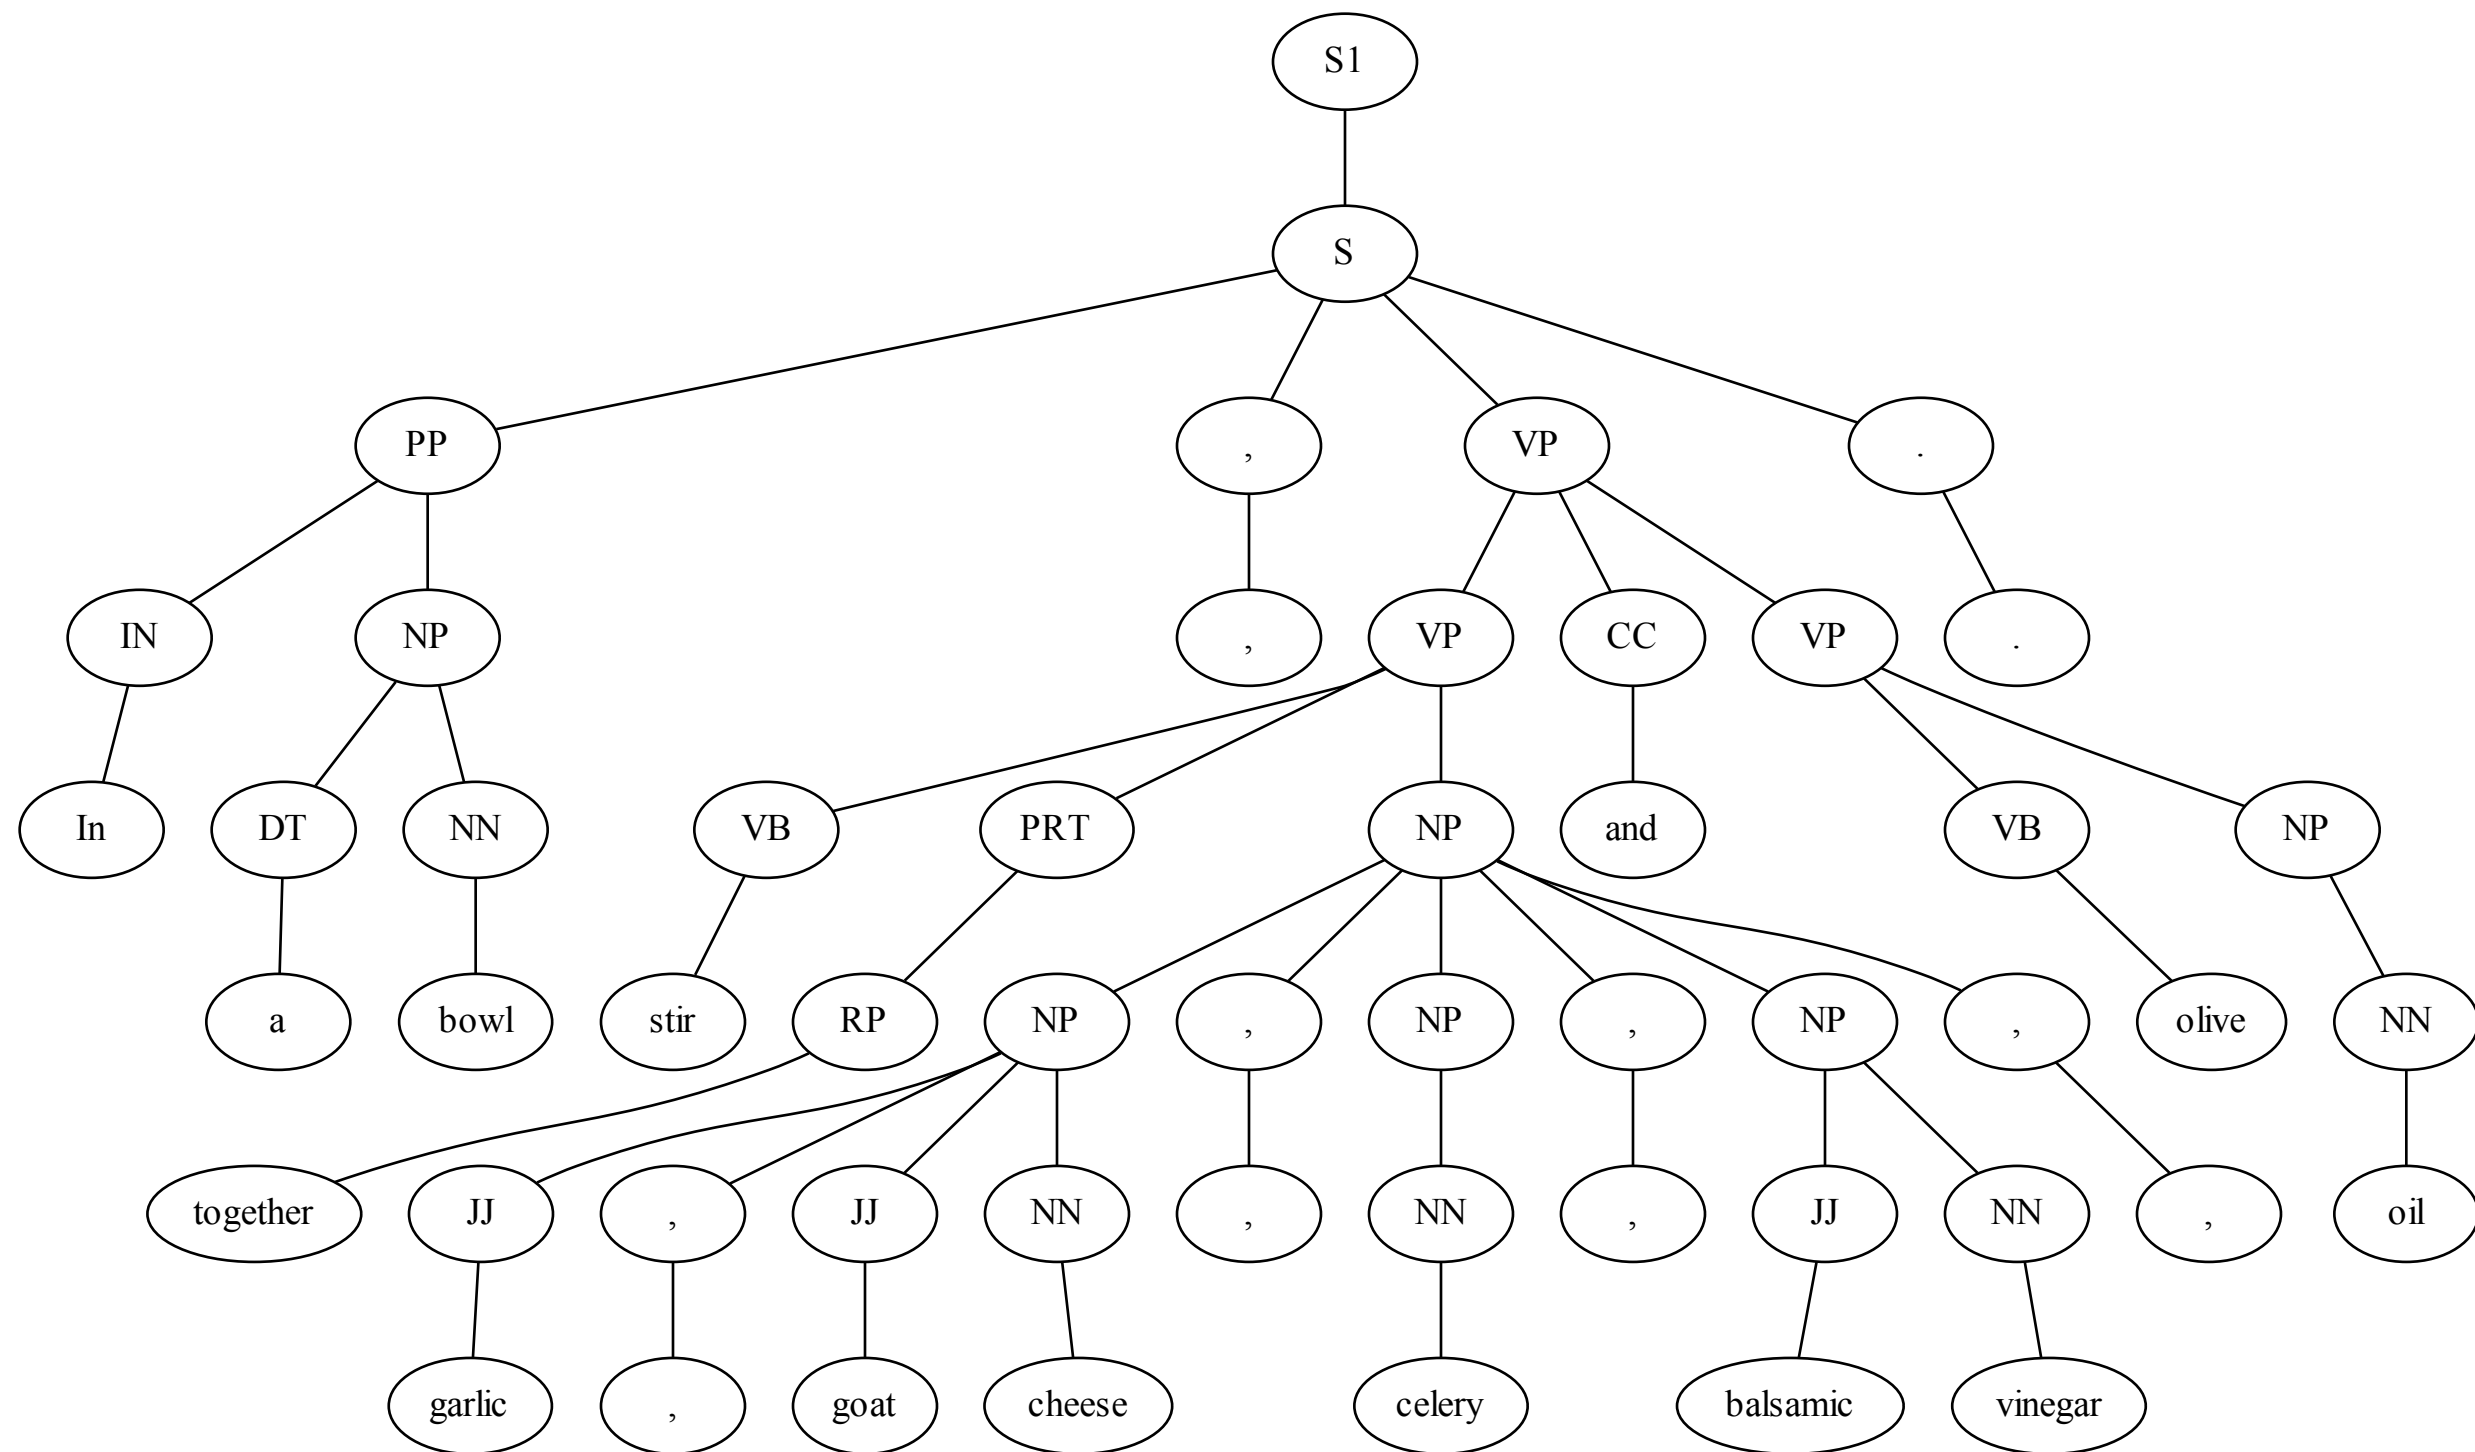 S1
S
PP , VP .
IN NP , VP CC VP .
In DT NN VB PRT NP and VB NP
a bowl stir RP NP , NP , NP , olive NN
together JJ , JJ NN , NN , JJ NN , oil
garlic , goat cheese celery balsamic vinegar